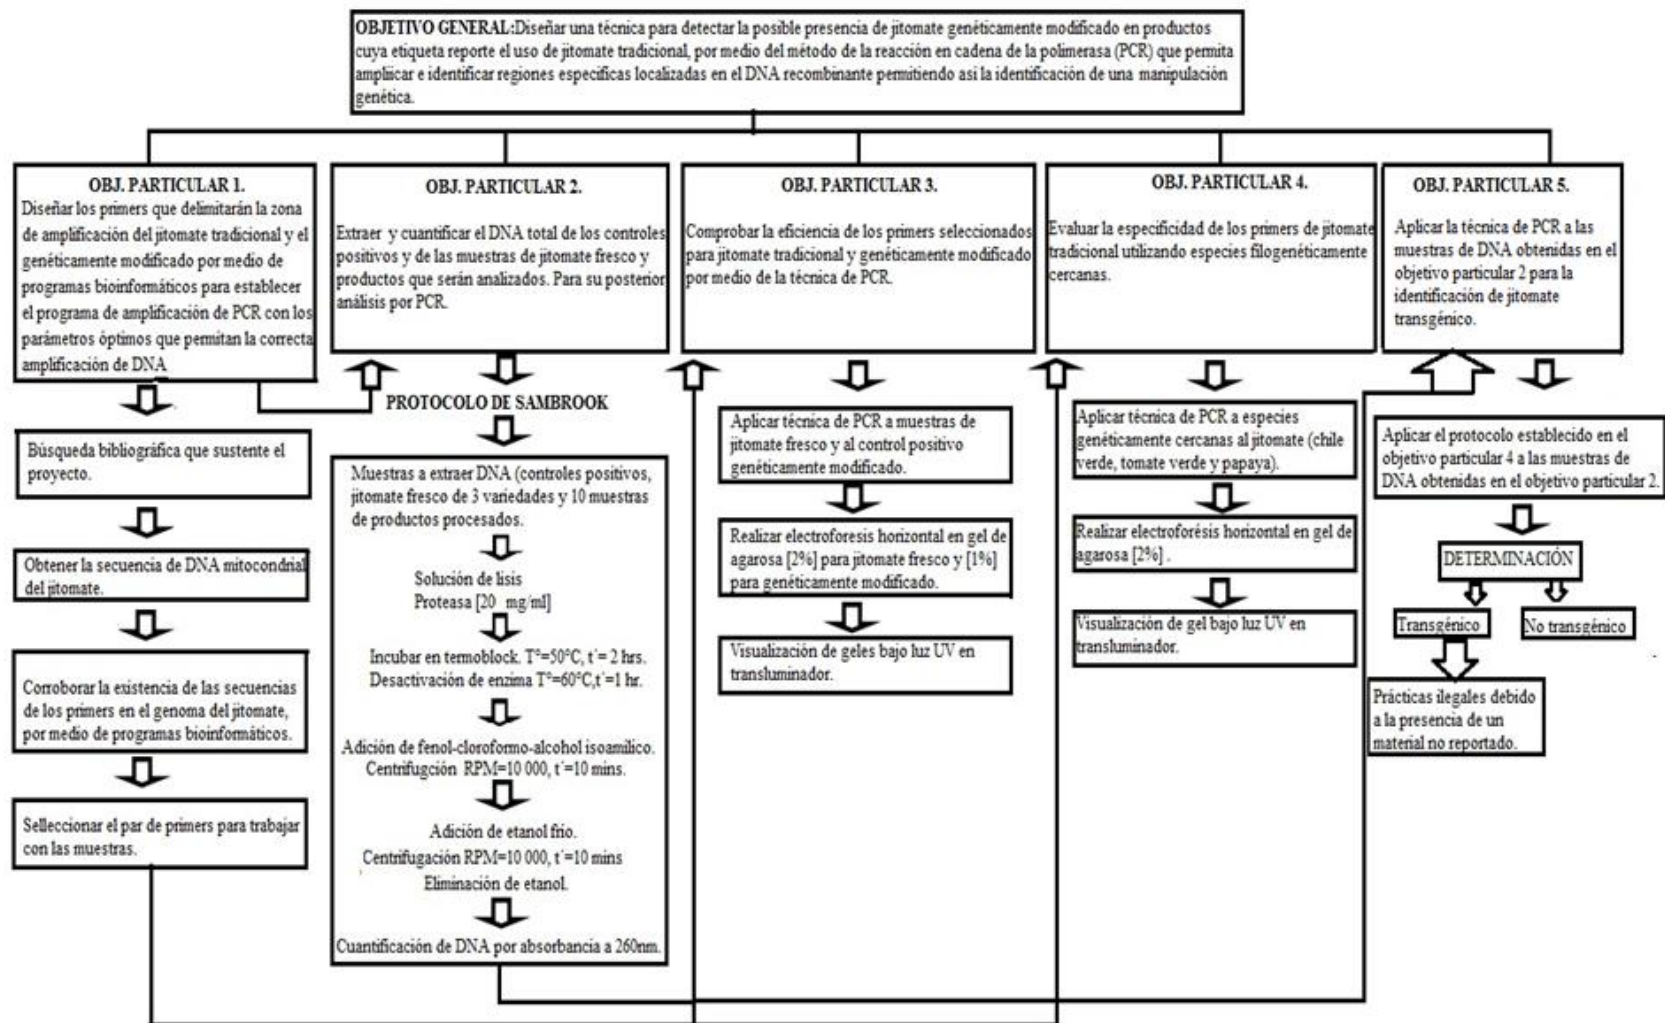 OBJETIVO GENERAL:Diseñar una técnica para detectar la posible presencia de jitomate genéticamente modificado en productos
cuya etiqueta reporte el uso de jitomate tradicional, por medio del método de la reacción en cadena de la polimerasa (PCR) que permita
ampliicar e identificar regiones especificas localizadas en el DNA recombinante permitiendo así la identificación de una manipulación
genética.
OBJ. PARTICULAR 1.
Diseñar los primers que delimitarán la zona
de amplificación del jitomate tradicional y el
genéticamente modificado por medio de
programas bioinformáticos para establecer
el programa de amplificación de PCR con los
parámetros óptimos que permitan la correcta
amplificación de DNA
Búsqueda bibliográfica que sustente el
proyecto.
Obtener la secuencia de DNA mitocondrial
del jitomate.
Corroborar la existencia de las secuencias
de los primers en el genoma del jitomate,
por medio de programas bioinformáticos.
Selleccionar el par de primers para trabajar
con las muestras.
OBJ. PARTICULAR 2.
Extraer y cuantificar el DNA total de los controles
positivos y de las muestras de jitomate fresco y
productos que serán analizados. Para su posterior
análisis por PCR.
PROTOCOLO DE SAMBROOK
Muestras a extraer DNA (controles positivos,
jitomate fresco de 3 variedades y 10 muestras
de productos procesados.
Solución de lisis
Proteasa [20 mg/ml]
Incubar en termoblock. T°=50°C, t´= 2 hrs.
Desactivación de enzima T°=60°C,t´=1 hr.
Adición de fenol-cloroformo-alcohol isoamílico.
Centrifugción RPM=10 000, t´=10 mins.
Adición de etanol frio.
Centrifugación RPM=10 000, t´=10 mins
Eliminación de etanol.
Cuantificación de DNA por absorbancia a 260nm.
OBJ. PARTICULAR 3.
Comprobar la eficiencia de los primers seleccionados
para jitomate tradicional y genéticamente modificado
por medio de la técnica de PCR.
Aplicar técnica de PCR a muestras de
jitomate fresco y al control positivo
genéticamente modificado.
Realizar electroforesis horizontal en gel de
agarosa [2%] para jitomate fresco y [1%]
para genéticamente modificado.
Visualización de geles bajo luz UV en
transluminador.
OBJ. PARTICULAR 4.
Evaluar la especificidad de los primers de jitomate
tradicional utilizando especies filogenéticamente
cercanas.
Aplicar técnica de PCR a especies
genéticamente cercanas al jitomate (chile
verde, tomate verde y papaya).
Realizar electroforésis horizontal en gel de
agarosa [2%] .
Visualización de gel bajo luz UV en
transluminador.
OBJ. PARTICULAR 5.
Aplicar la técnica de PCR a las
muestras de DNA obtenidas en el
objetivo particular 2 para la
identificación de jitomate
transgénico.
Aplicar el protocolo establecido en el
objetivo particular 4 a las muestras de
DNA obtenidas en el objetivo particular 2.
DETERMINACIÓN
Transgénico
No transgénico
Prácticas ilegales debido
a la presencia de un
material no reportado.